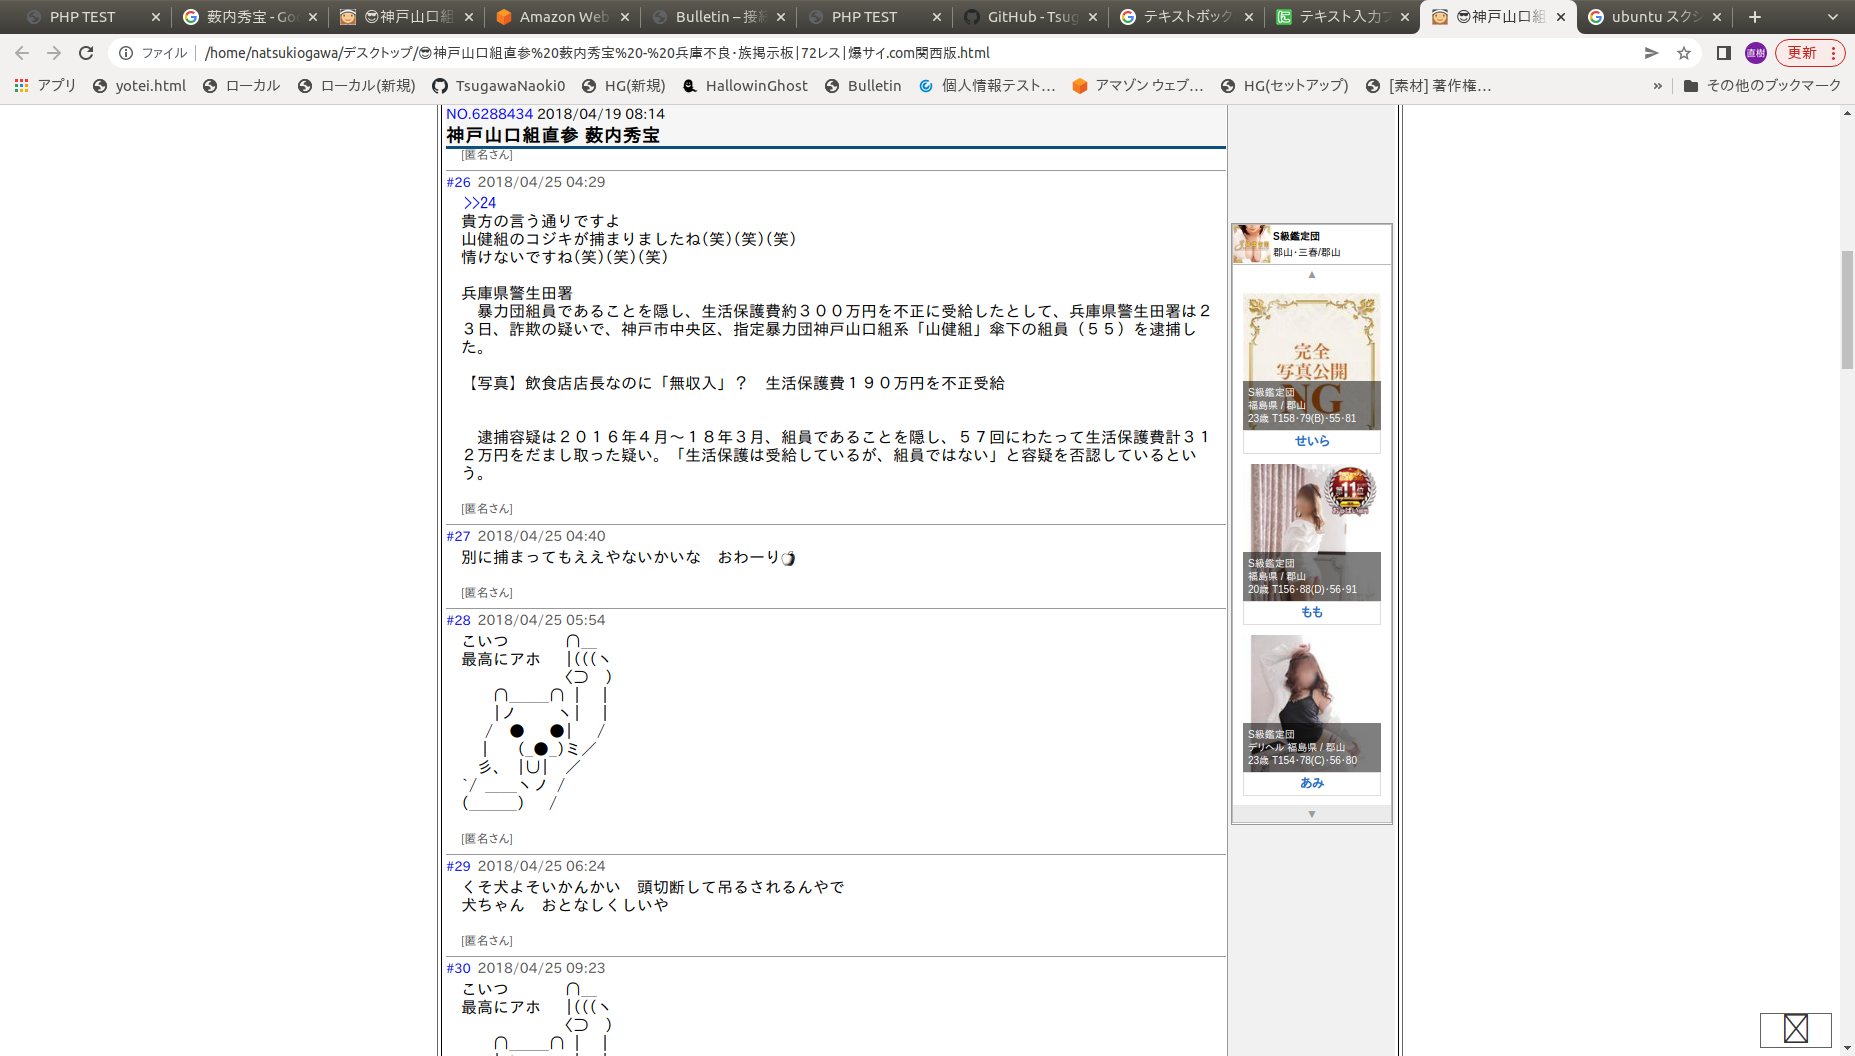 PHP TEST
薮内秀宝 - Go
😎神戸山口組
Amazon Web
Bulletin – 接続
PHP TEST
GitHub - Tsug
テキストボック
テキスト入力フ
😎神戸山口組
ubuntu スクシ
ファイル
/home/natsukiogawa/デスクトップ/😎神戸山口組直参%20薮内秀宝%20-%20兵庫不良･族掲示板|72レス|爆サイ.com関西版.html
直樹
更新
アプリ
yotei.html
ローカル
ローカル(新規)
TsugawaNaoki0
HG(新規)
HallowinGhost
Bulletin
個人情報テスト…
アマゾン ウェブ…
HG(セットアップ)
[素材] 著作権…
»
その他のブックマーク
NO.6288434 2018/04/19 08:14
神戸山口組直参 薮内秀宝
[匿名さん]
#26 2018/04/25 04:29
>>24
貴方の言う通りですよ
山健組のコジキが捕まりましたね(笑)(笑)(笑)
情けないですね(笑)(笑)(笑)
兵庫県警生田署
　暴力団組員であることを隠し、生活保護費約３００万円を不正に受給したとして、兵庫県警生田署は２
３日、詐欺の疑いで、神戸市中央区、指定暴力団神戸山口組系「山健組」傘下の組員（５５）を逮捕し
た。
【写真】飲食店店長なのに「無収入」？　生活保護費１９０万円を不正受給
　逮捕容疑は２０１６年４月～１８年３月、組員であることを隠し、５７回にわたって生活保護費計３１
２万円をだまし取った疑い。「生活保護は受給しているが、組員ではない」と容疑を否認しているとい
う。
[匿名さん]
#27 2018/04/25 04:40
別に捕まってもええやないかいな　おわーり
[匿名さん]
#28 2018/04/25 05:54
こいつ　　　 ∩＿
最高にアホ　 |(((ヽ
〈⊃　)
∩＿＿＿∩ |　|
|ノ　　　ヽ|　|
/　●　　●|　/
|　 (_●_)ミ／
彡、 |∪| ／
`/ ＿＿ヽノ /
(＿＿＿)　 /
[匿名さん]
#29 2018/04/25 06:24
くそ犬よそいかんかい　頭切断して吊るされるんやで
犬ちゃん　おとなしくしいや
[匿名さん]
#30 2018/04/25 09:23
こいつ　　　 ∩＿
最高にアホ　 |(((ヽ
〈⊃　)
∩＿＿＿∩ |　|
S級鑑定団
郡山･三春/郡山
▲
完全
写真公開
NG
S級鑑定団
福島県 / 郡山
23歳 T158･79(B)･55･81
せいら
第11位
S級鑑定団
福島県 / 郡山
20歳 T156･88(D)･56･91
もも
S級鑑定団
デリヘル 福島県 / 郡山
23歳 T154･78(C)･56･80
あみ
▼